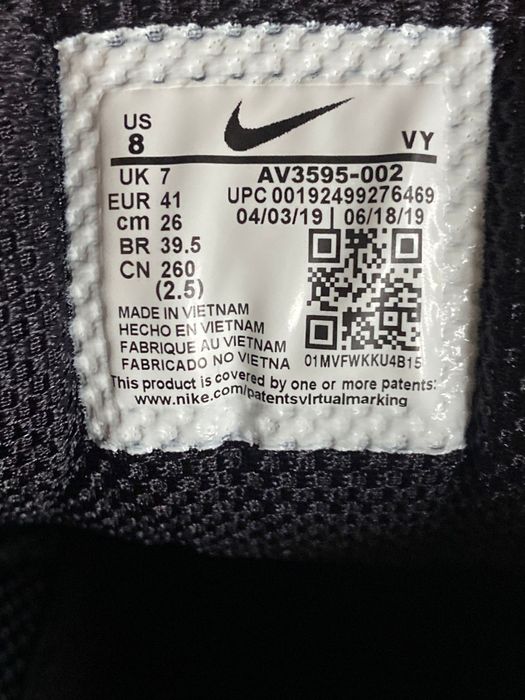 US
8
VY
UK 7
EUR 41
cm 26
BR 39.5
CN 260
(2.5)
AV3595-002
UPC 00192499276469
04/03/19 | 06/18/19
01MVFWKKU4B15
MADE IN VIETNAM
HECHO EN VIETNAM
FABRIQUE AU VIETNAM
FABRICADO NO VIETNA
This product is covered by one or more patents:
www.nike.com/patentsvirtualmarking